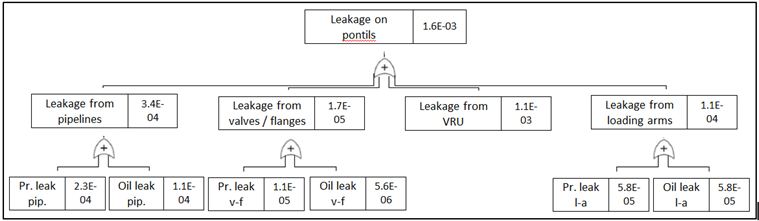 Leakage on
pontils
1.6E-03
+
Leakage from
pipelines
3.4E-
04
Leakage from
valves / flanges
1.7E-
05
Leakage from
VRU
1.1E-
03
Leakage from
loading arms
1.1E-
04
+
+
+
Pr. leak
pip.
2.3E-
04
Oil leak
pip.
1.1E-
04
Pr. leak
v-f
1.1E-
05
Oil leak
v-f
5.6E-
06
Pr. leak
l-a
5.8E-
05
Oil leak
l-a
5.8E-
05